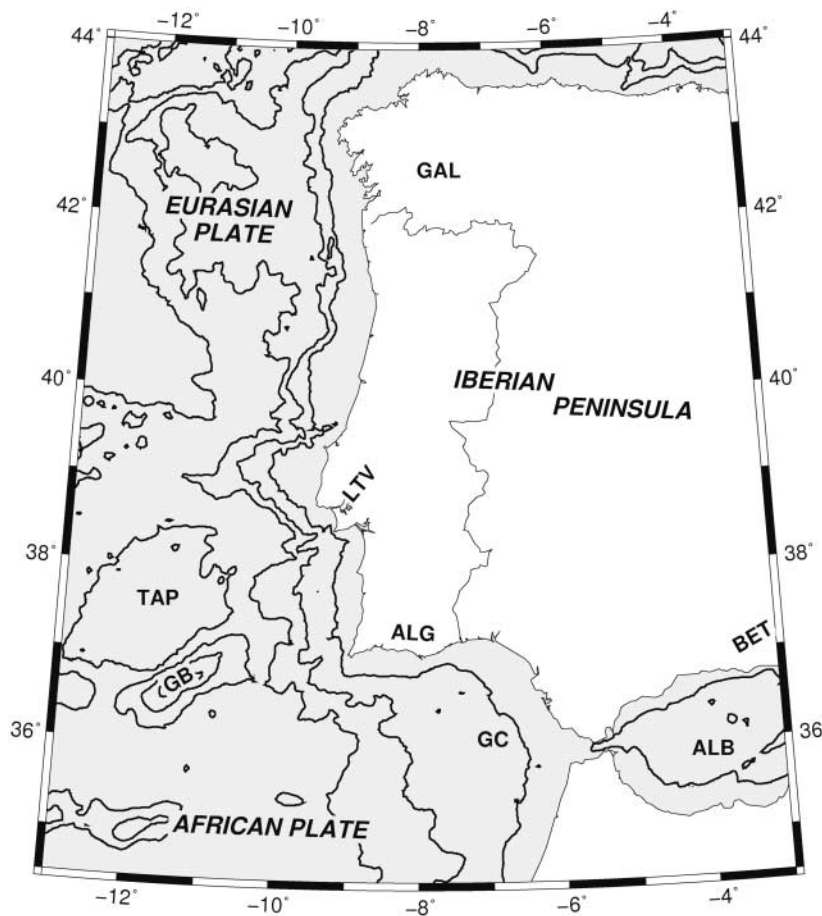 −12˚ −10˚ −8˚ −6˚ −4˚
44˚ 44˚
GAL
42˚ 42˚
EURASIAN
PLATE
40˚ 40˚
IBERIAN
PENINSULA
LTV
38˚ 38˚
TAP
ALG
BET
GB
36˚ 36
GC
ALB
AFRICAN PLATE
−12˚ −10˚ −8˚ −6˚ −4˚